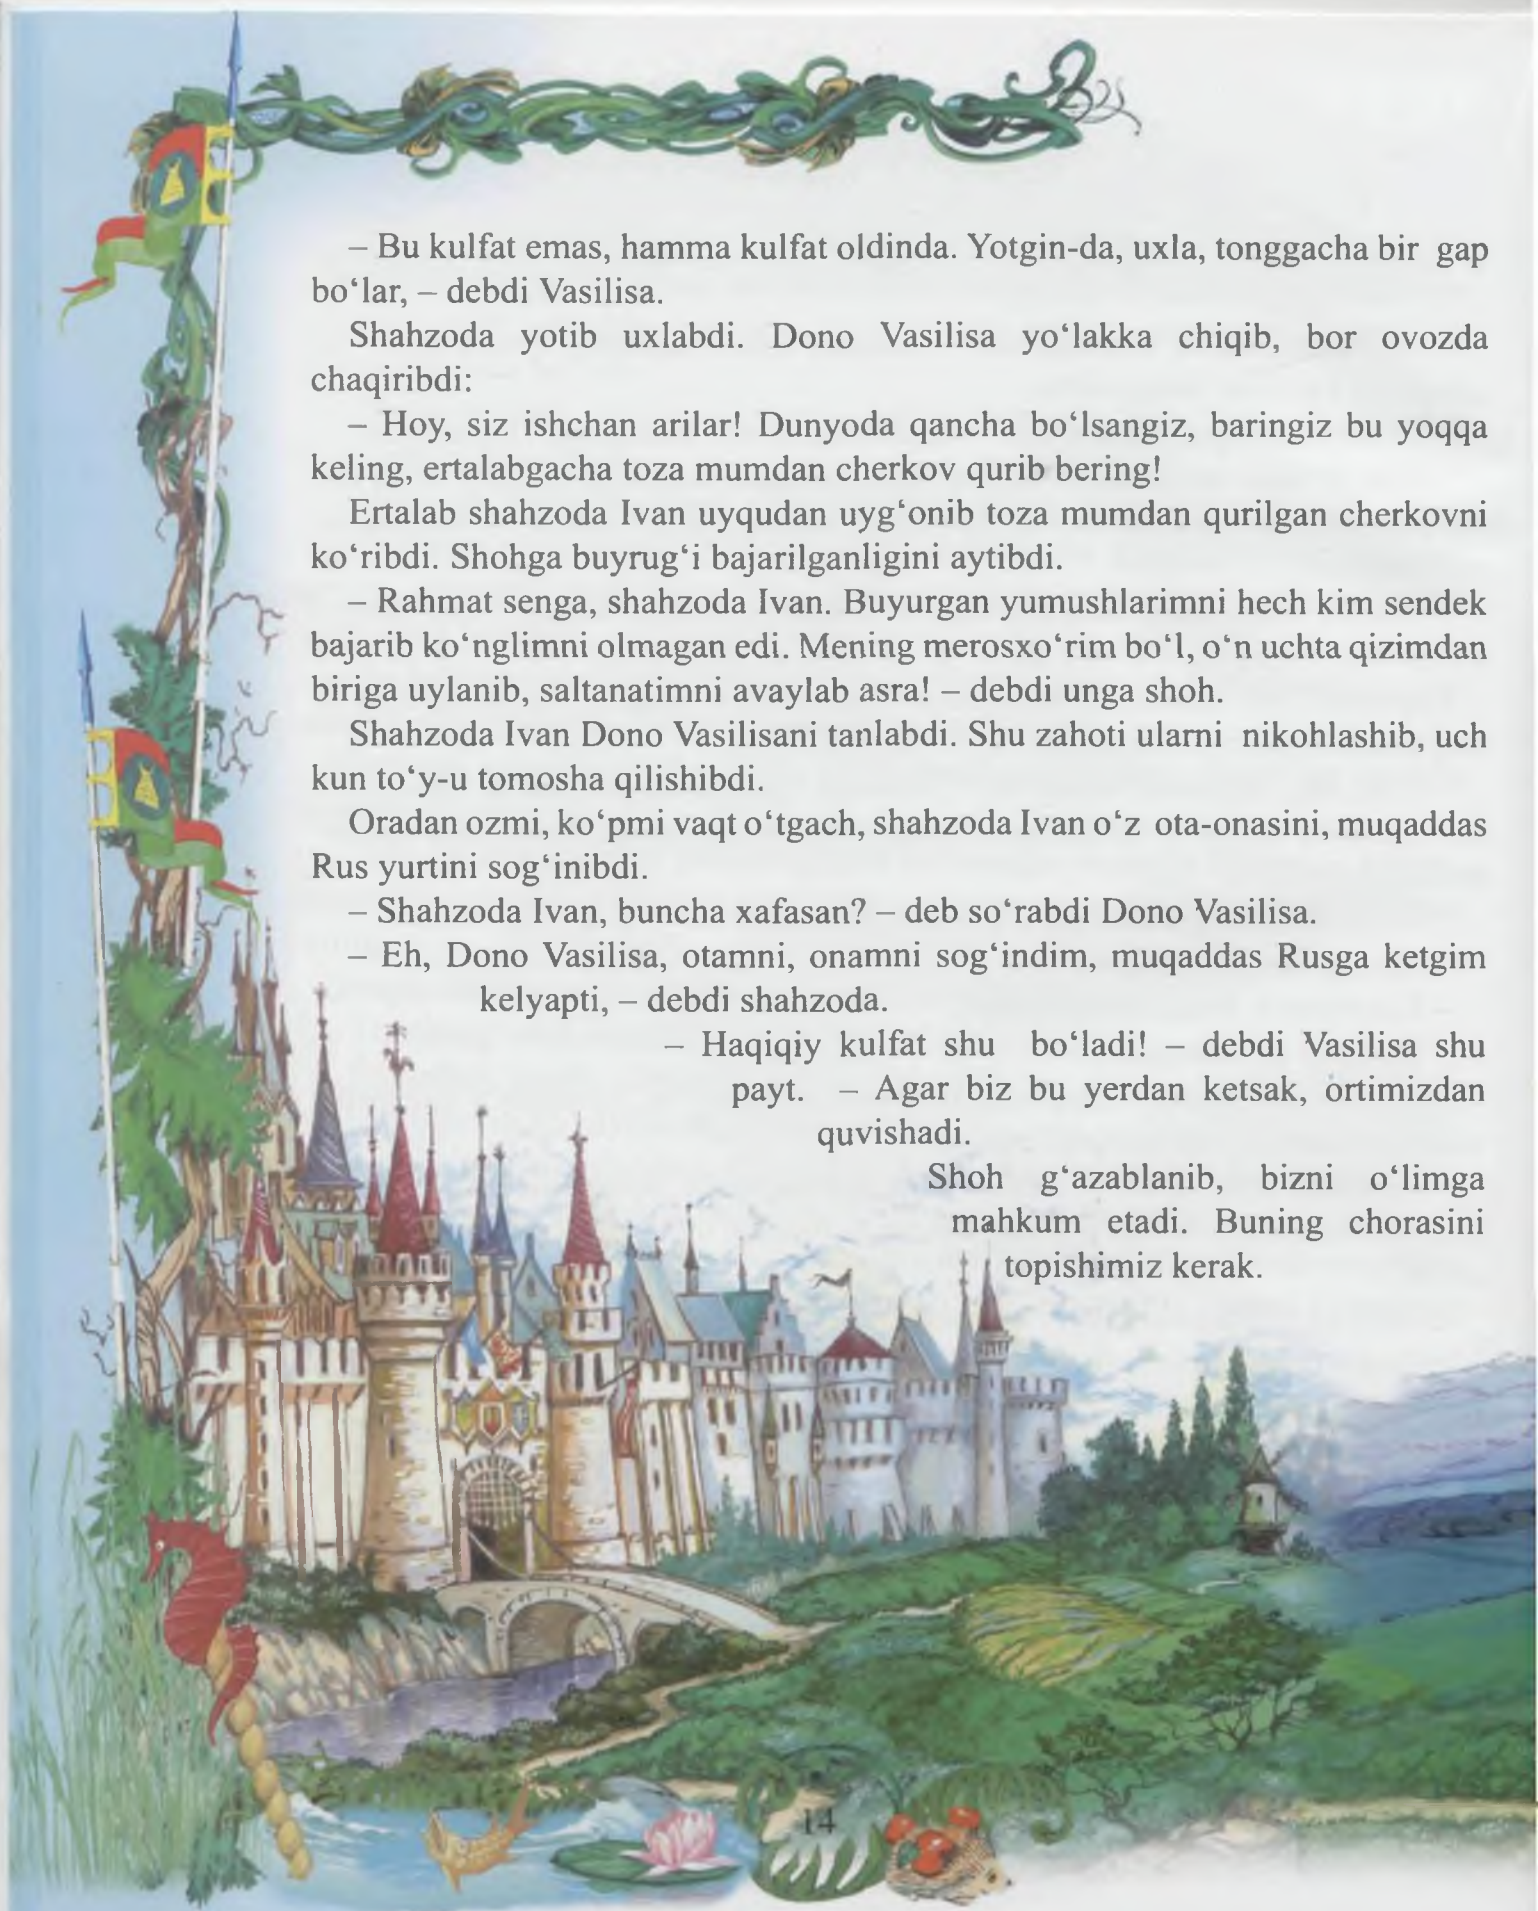 – Bu kulfat emas, hamma kulfat oldinda. Yotgin-da, uxla, tonggacha bir gap
bo‘lar, – debdi Vasilisa.
Shahzoda yotib uxlabdi. Dono Vasilisa yo‘lakka chiqib, bor ovozda
chaqiribdi:
– Hoy, siz ishchan arilar! Dunyoda qancha bo‘lsangiz, baringiz bu yoqqa
keling, ertalabgacha toza mumdan cherkov qurib bering!
Ertalab shahzoda Ivan uyqudan uyg‘onib toza mumdan qurilgan cherkovni
ko‘ribdi. Shohga buyrug‘i bajarilganligini aytibdi.
– Rahmat senga, shahzoda Ivan. Buyurgan yumushlarimni hech kim sendek
bajarib ko‘nglimni olmagan edi. Mening merosxo‘rim bo‘l, o‘n uchta qizimdan
biriga uylanib, saltanatimni avaylab asra! – debdi unga shoh.
Shahzoda Ivan Dono Vasilisani tanlabdi. Shu zahoti ularni nikohlashib, uch
kun to‘y-u tomosha qilishibdi.
Oradan ozmi, ko‘pmi vaqt o‘tgach, shahzoda Ivan o‘z ota-onasini, muqaddas
Rus yurtini sog‘inibdi.
– Shahzoda Ivan, buncha xafasan? – deb so‘rabdi Dono Vasilisa.
– Eh, Dono Vasilisa, otamni, onamni sog‘indim, muqaddas Rusga ketgim
kelyapti, – debdi shahzoda.
– Haqiqiy kulfat shu bo‘ladi! – debdi Vasilisa shu
payt. – Agar biz bu yerdan ketsak, ortimizdan
quvishadi.
Shoh g‘azablanib, bizni o‘limga
mahkum etadi. Buning chorasini
topishimiz kerak.
14